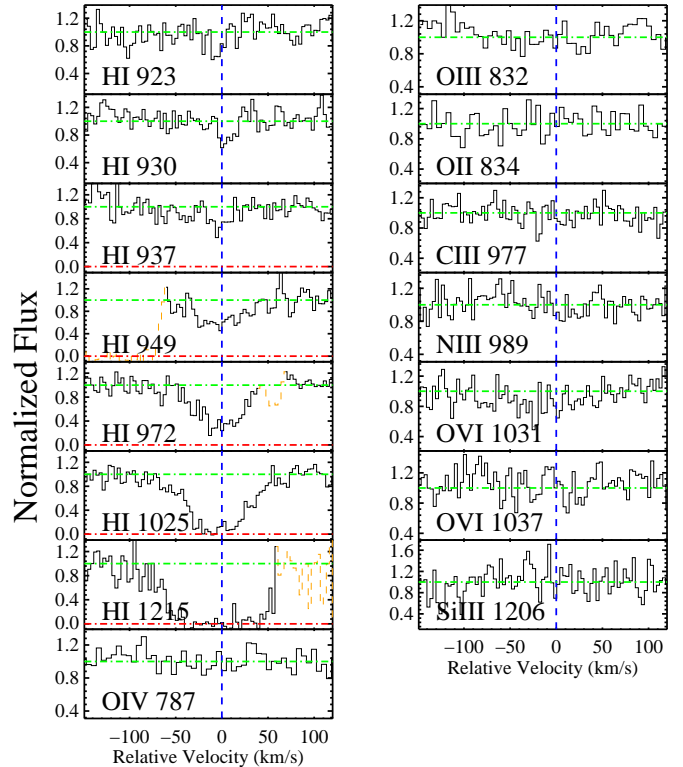 Normalized Flux
1.2
0.8
0.4
HI 923
1.2
0.8
0.4
HI 930
1.2
0.8
0.4
0.0
HI 937
1.2
0.8
0.4
0.0
HI 949
1.2
0.8
0.4
0.0
HI 972
1.2
0.8
0.4
0.0
HI 1025
1.2
0.8
0.4
0.0
HI 1215
1.2
0.8
0.4
OIV 787
−100 −50 0 50 100
Relative Velocity (km/s)
1.2
0.8
0.4
OIII 832
1.2
0.8
0.4
OII 834
1.2
0.8
0.4
CIII 977
1.2
0.8
0.4
NIII 989
1.2
0.8
0.4
OVI 1031
1.2
0.8
0.4
OVI 1037
1.6
1.2
0.8
0.4
SiIII 1206
−100 −50 0 50 100
Relative Velocity (km/s)